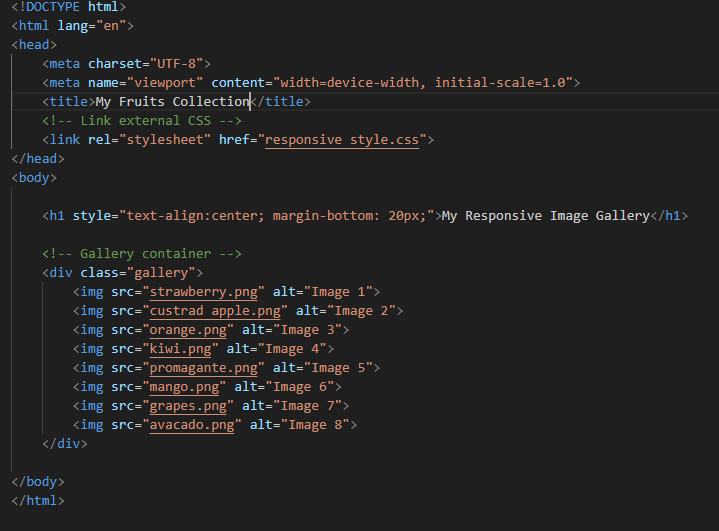 <!DOCTYPE html>
<html lang="en">
<head>
    <meta charset="UTF-8">
    <meta name="viewport" content="width=device-width, initial-scale=1.0">
    <title>My Fruits Collection</title>
    <!-- Link external CSS -->
    <link rel="stylesheet" href="responsive style.css">
</head>
<body>
    <h1 style="text-align:center; margin-bottom: 20px;">My Responsive Image Gallery</h1>
    <!-- Gallery container -->
    <div class="gallery">
        <img src="strawberry.png" alt="Image 1">
        <img src="custrad apple.png" alt="Image 2">
        <img src="orange.png" alt="Image 3">
        <img src="kiwi.png" alt="Image 4">
        <img src="promagante.png" alt="Image 5">
        <img src="mango.png" alt="Image 6">
        <img src="grapes.png" alt="Image 7">
        <img src="avacado.png" alt="Image 8">
    </div>
</body>
</html>